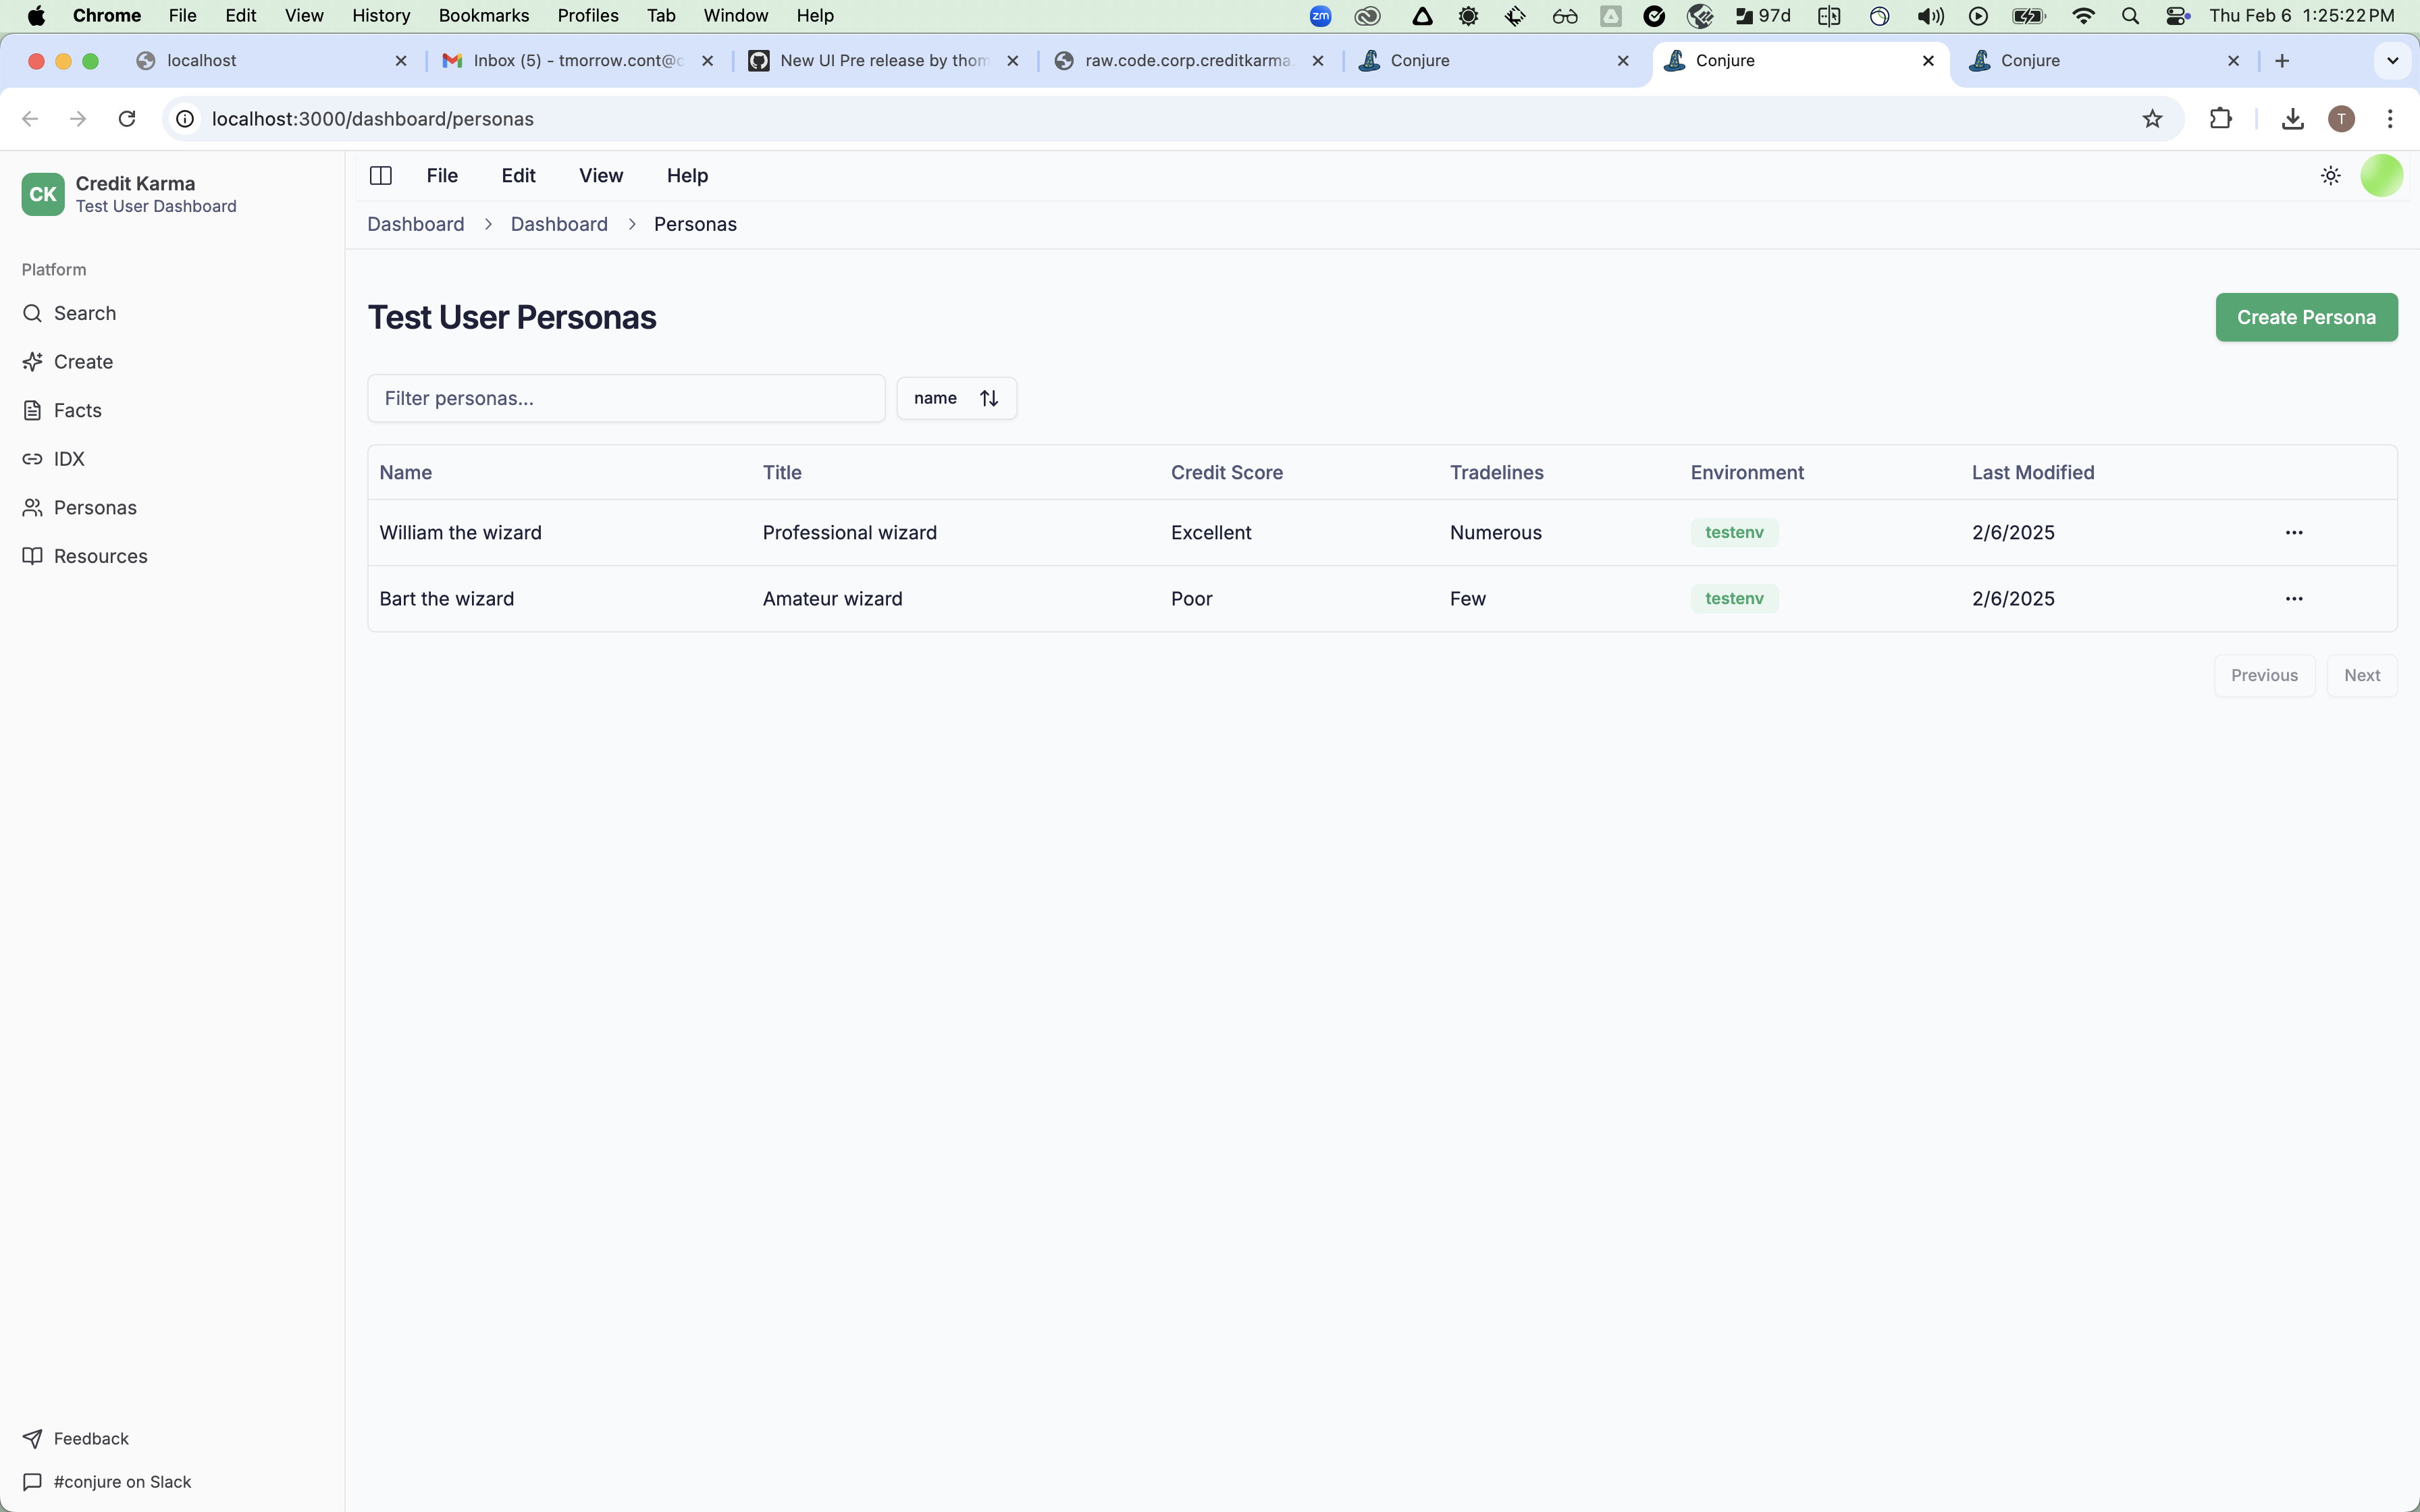 Chrome File Edit View History Bookmarks Profiles Tab Window Help zm 97d Thu Feb 6 1:25:22 PM
localhost Inbox (5) - tmorrow.cont@c New UI Pre release by thom raw.code.corp.creditkarma. Conjure Conjure Conjure
localhost:3000/dashboard/personas T
CK Credit Karma
Test User Dashboard
File Edit View Help
Dashboard > Dashboard > Personas
Platform
Search
Create
Facts
IDX
Personas
Resources
Test User Personas
Create Persona
Filter personas...
name
Name Title Credit Score Tradelines Environment Last Modified
William the wizard Professional wizard Excellent Numerous testenv 2/6/2025
Bart the wizard Amateur wizard Poor Few testenv 2/6/2025
Previous Next
Feedback
#conjure on Slack